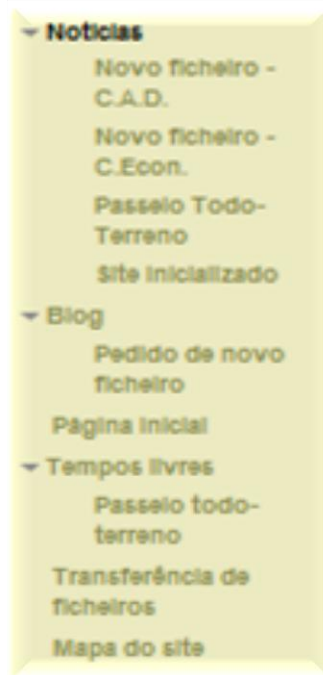 Notícias
Novo ficheiro -
C.A.D.
Novo ficheiro -
C.Econ.
Passeio Todo-
Terreno
Site Inicializado
Blog
Pedido de novo
ficheiro
Página inicial
Tempos livres
Passeio todo-
terreno
Transferência de
ficheiros
Mapa do site